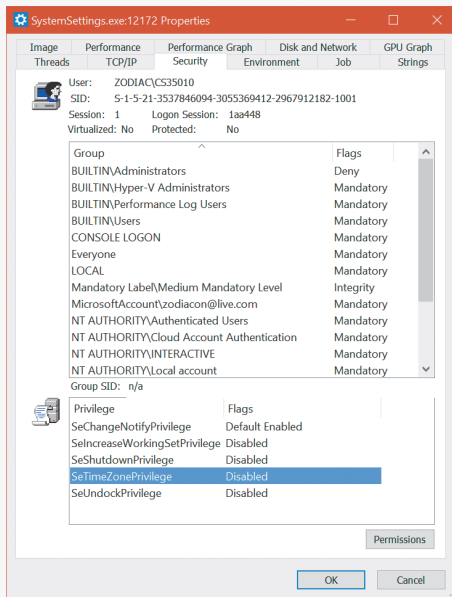 SystemSettings.exe:12172 Properties
Image Performance Performance Graph Disk and Network GPU Graph
Threads TCP/IP Security Environment Job Strings
User: ZODIAC\CS35010
SID: S-1-5-21-3537846094-3055369412-2967912182-1001
Session: 1 Logon Session: 1aa448
Virtualized: No Protected: No
Group Flags
BUILTIN\Administrators Deny
BUILTIN\Hyper-V Administrators Mandatory
BUILTIN\Performance Log Users Mandatory
BUILTIN\Users Mandatory
CONSOLE LOGON Mandatory
Everyone Mandatory
LOCAL Mandatory
Mandatory Label\Medium Mandatory Level Integrity
MicrosoftAccount\zodiacon@live.com Mandatory
NT AUTHORITY\Authenticated Users Mandatory
NT AUTHORITY\Cloud Account Authentication Mandatory
NT AUTHORITY\INTERACTIVE Mandatory
NT AUTHORITY\Local account Mandatory
Group SID: n/a
Privilege Flags
SeChangeNotifyPrivilege Default Enabled
SeIncreaseWorkingSetPrivilege Disabled
SeShutdownPrivilege Disabled
SeTimeZonePrivilege Disabled
SeUndockPrivilege Disabled
Permissions
OK Cancel